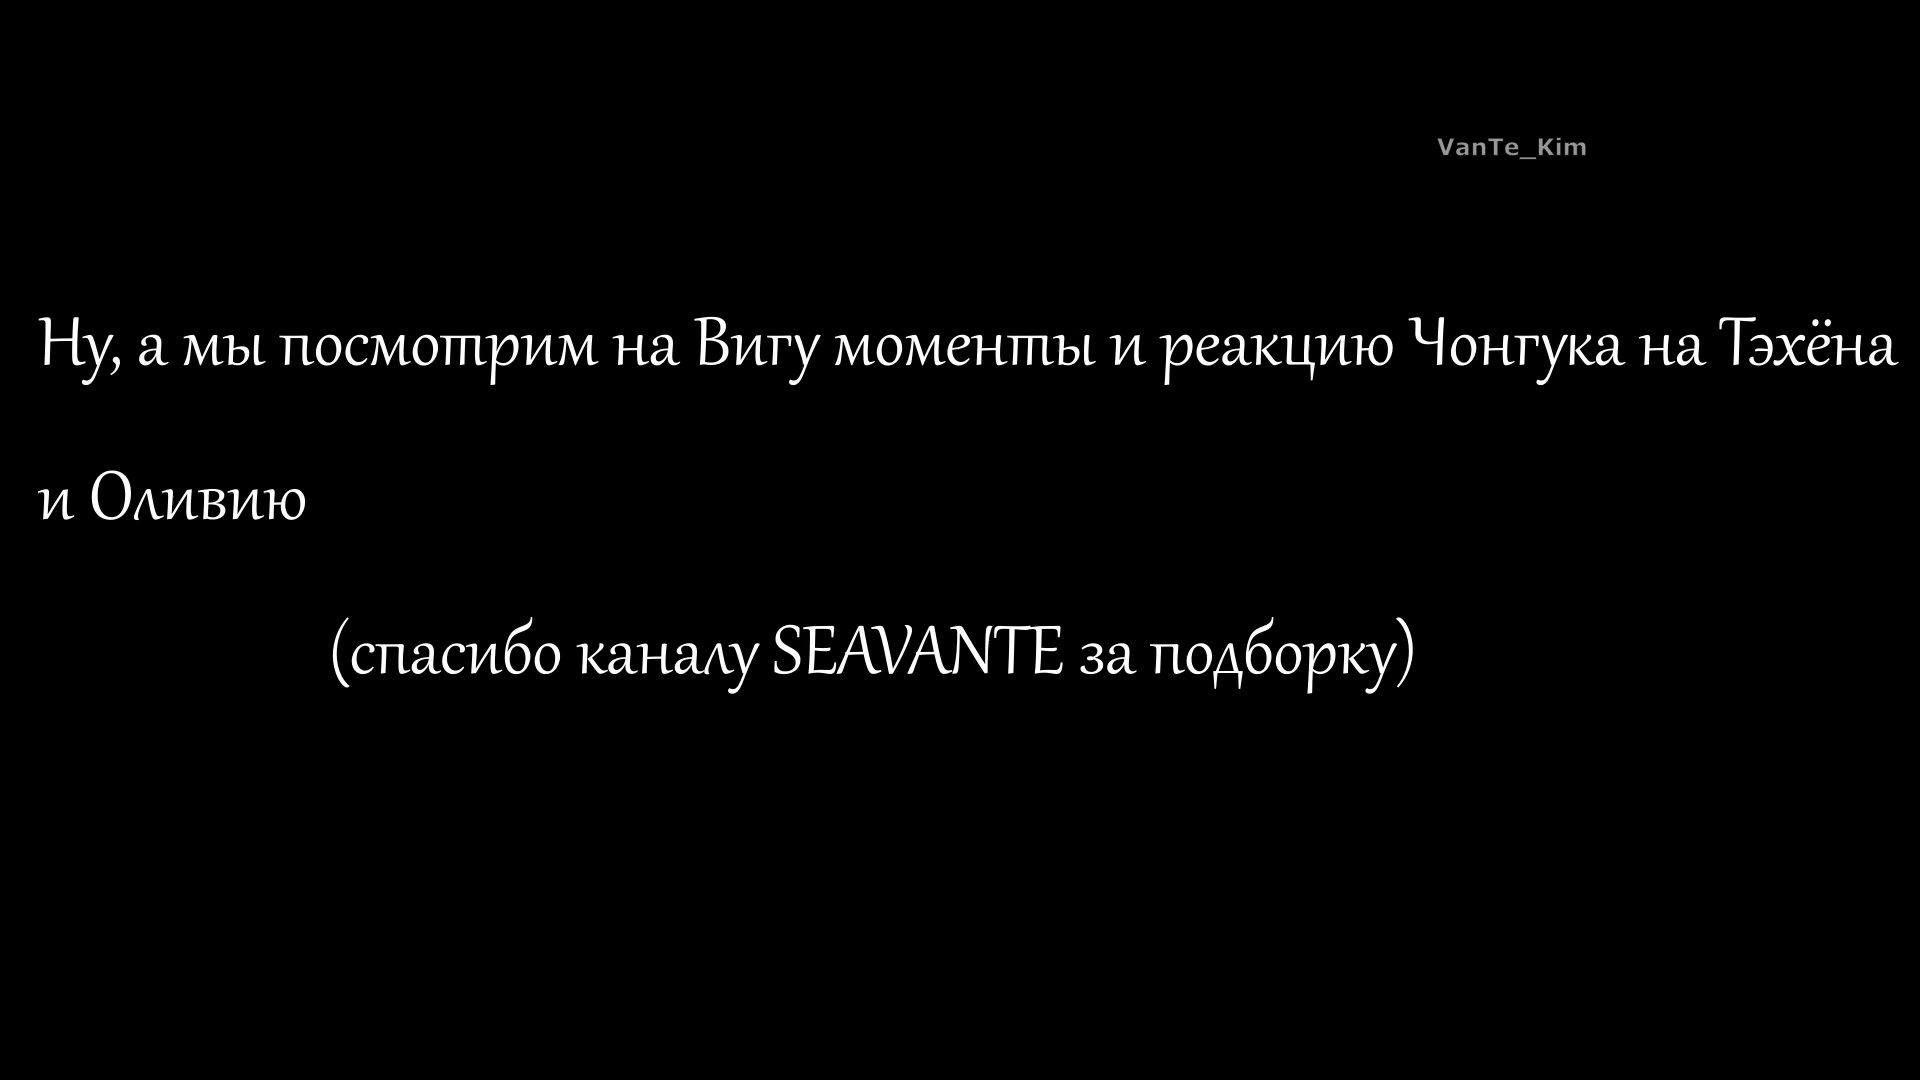 VanTe_Kim
Ну, а мы посмотрим на Вигу моменты и реакцию Чонгука на Тэхёна
и Оливию
(спасибо каналу SEAVANTE за подборку)